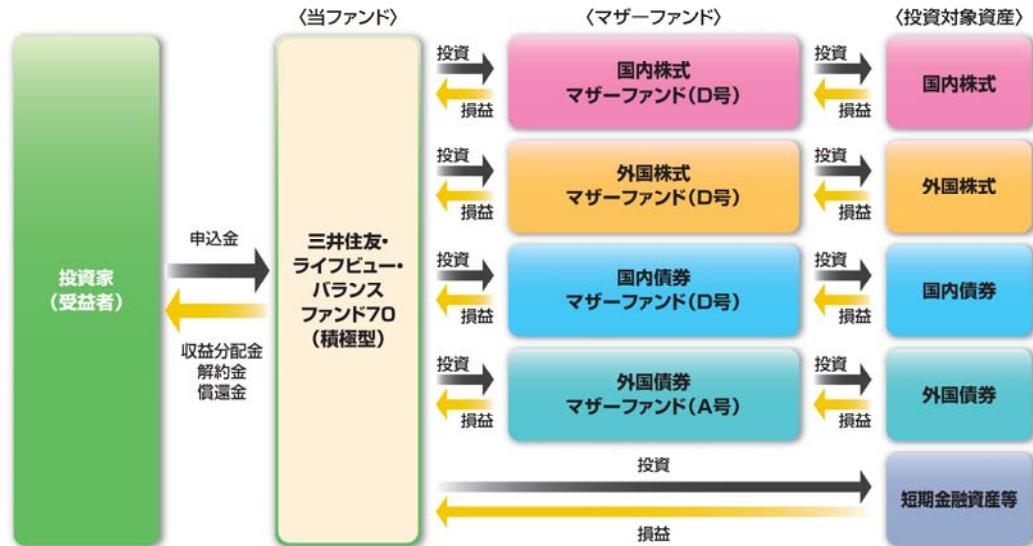 〈当ファンド〉
〈マザーファンド〉
〈投資対象資産〉
投資家
(受益者)
申込金
収益分配金
解約金
償還金
三井住友・
ライフビュー・
バランス
ファンド70
(積極型)
投資
損益
国内株式
マザーファンド(D号)
投資
損益
国内株式
投資
損益
外国株式
マザーファンド(D号)
投資
損益
外国株式
投資
損益
国内債券
マザーファンド(D号)
投資
損益
国内債券
投資
損益
外国債券
マザーファンド(A号)
投資
損益
外国債券
投資
損益
短期金融資産等